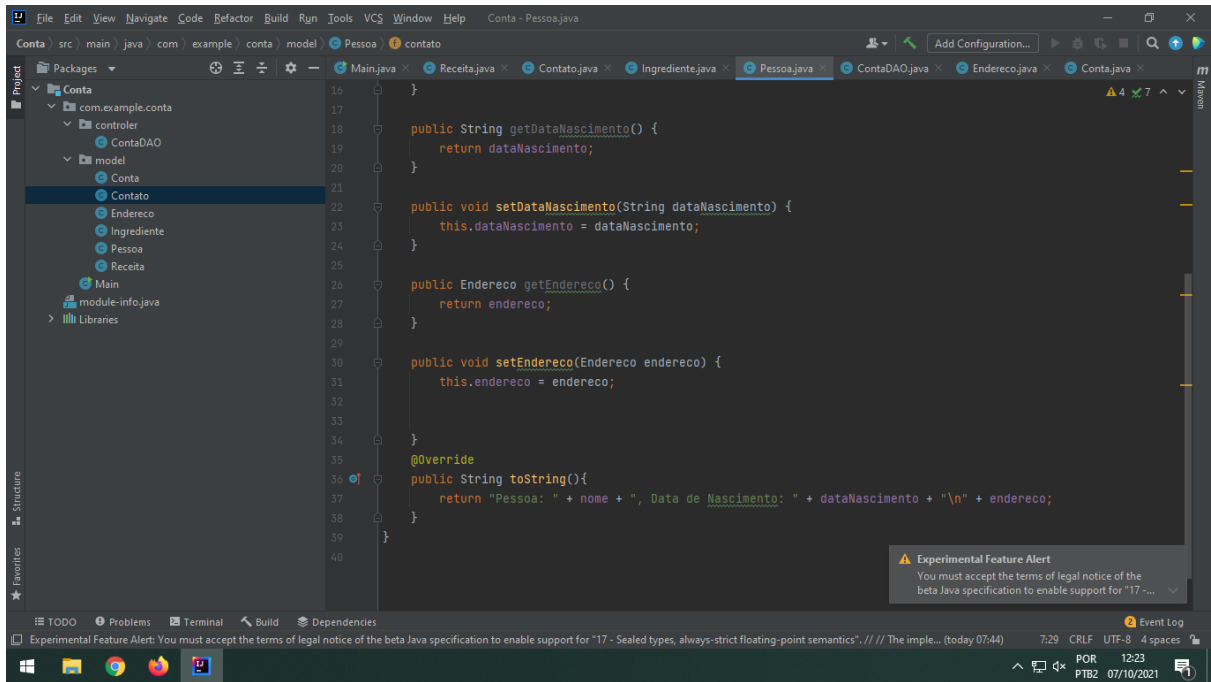 File Edit View Navigate Code Refactor Build Run Tools VCS Window Help Conta - Pessoa.java
Conta src main java com example conta model Pessoa contato Add Configuration...
Project Packages Main.java Receita.java Contato.java Ingrediente.java Pessoa.java ContaDAO.java Endereco.java Conta.java Maven
Conta
com.example.conta
controler
ContaDAO
model
Conta
Contato
Endereco
Ingrediente
Pessoa
Receita
Main
module-info.java
Libraries
4 7
16 }
17
18 public String getDataNascimento() {
19 return dataNascimento;
20 }
21
22 public void setDataNascimento(String dataNascimento) {
23 this.dataNascimento = dataNascimento;
24 }
25
26 public Endereco getEndereco() {
27 return endereco;
28 }
29
30 public void setEndereco(Endereco endereco) {
31 this.endereco = endereco;
32
33
34 }
35 @Override
36 public String toString(){
37 return "Pessoa: " + nome + ", Data de Nascimento: " + dataNascimento + "\n" + endereco;
38 }
39 }
40
Structure
Favorites
Experimental Feature Alert
You must accept the terms of legal notice of the
beta Java specification to enable support for "17 -...
TODO Problems Terminal Build Dependencies 2 Event Log
Experimental Feature Alert: You must accept the terms of legal notice of the beta Java specification to enable support for "17 - Sealed types, always-strict floating-point semantics". // // The imple... (today 07:44) 7:29 CRLF UTF-8 4 spaces
POR 12:23
PTB2 07/10/2021 1